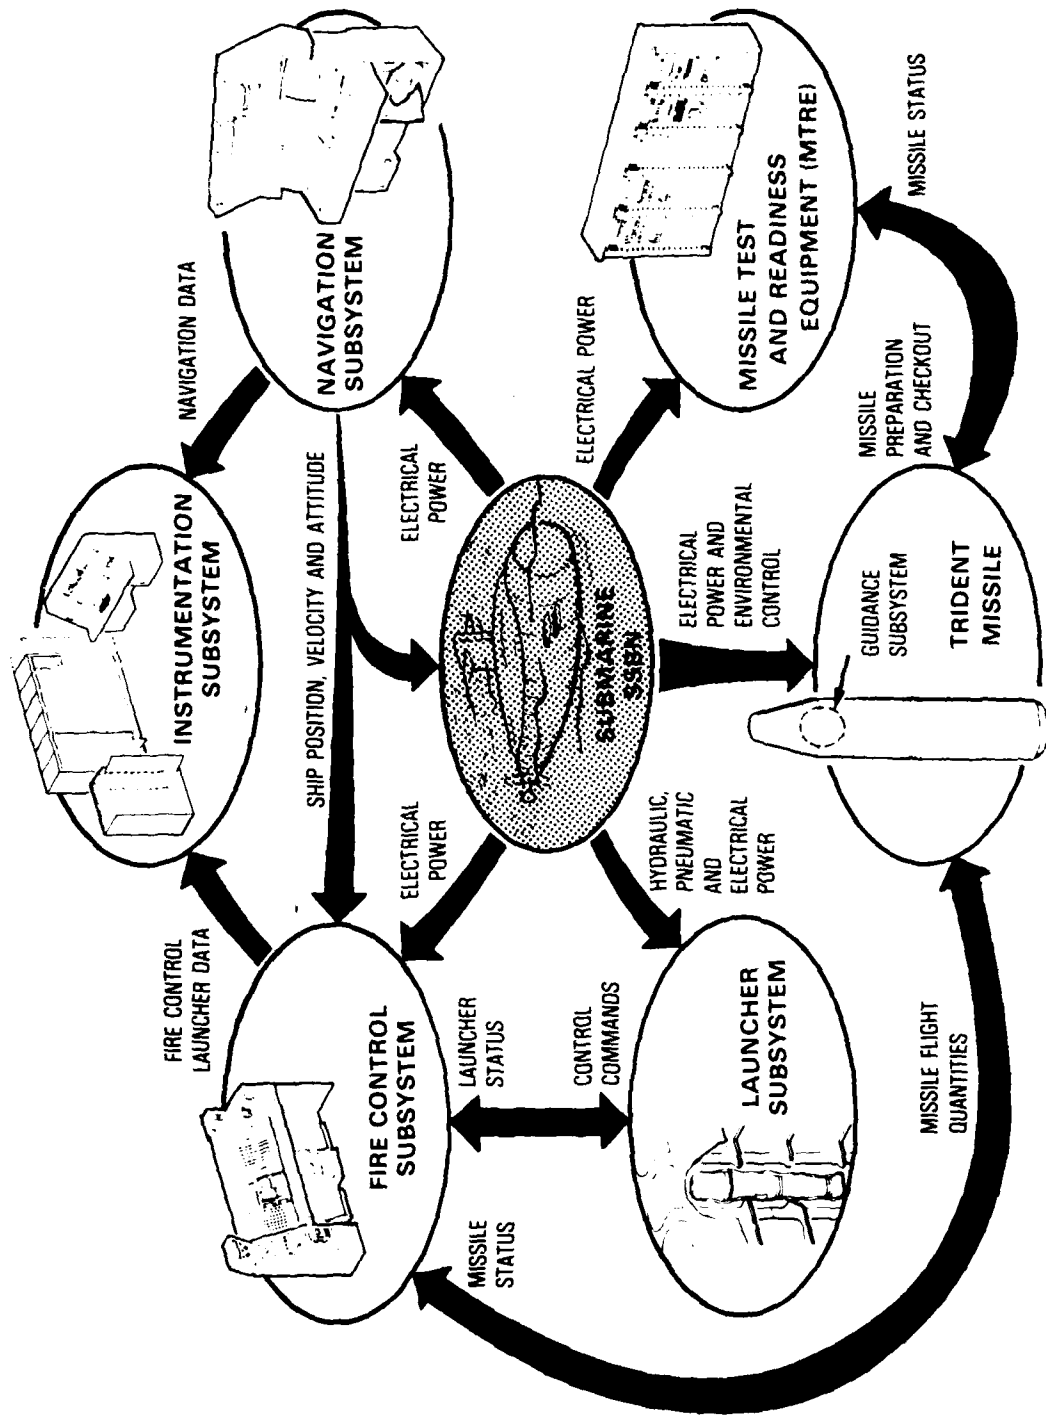 FIRE CONTROL
LAUNCHER DATA
INSTRUMENTATION
SUBSYSTEM
NAVIGATION DATA
NAVIGATION
SUBSYSTEM
SHIP POSITION, VELOCITY AND ATTITUDE
FIRE CONTROL
SUBSYSTEM
ELECTRICAL
POWER
ELECTRICAL
POWER
MISSILE
STATUS
LAUNCHER
STATUS
CONTROL
COMMANDS
SUBMARINE
SSBN
ELECTRICAL POWER
HYDRAULIC,
PNEUMATIC
AND
ELECTRICAL
POWER
ELECTRICAL
POWER AND
ENVIRONMENTAL
CONTROL
LAUNCHER
SUBSYSTEM
MISSILE TEST
AND READINESS
EQUIPMENT (MTRE)
GUIDANCE
SUBSYSTEM
TRIDENT
MISSILE
MISSILE
PREPARATION
AND CHECKOUT
MISSILE STATUS
MISSILE FLIGHT
QUANTITIES